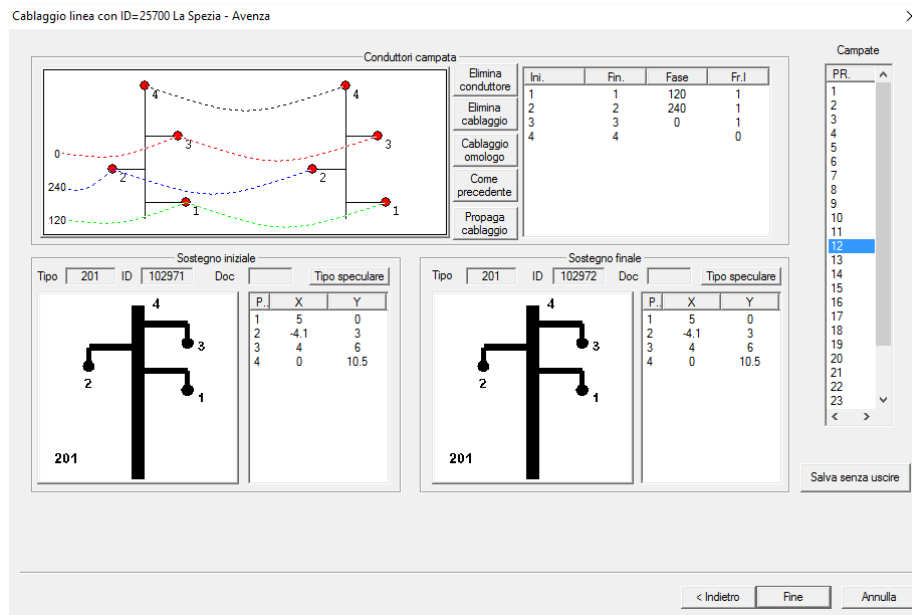 Cablaggio linea con ID=25700 La Spezia - Avenza
Conduttori campata
4
4
3
3
2
2
1
1
0
240
120
Elimina conduttore
Elimina cablaggio
Cablaggio omologo
Come precedente
Propaga cablaggio
Ini. Fin. Fase Fr.I
1 1 120 1
2 2 240 1
3 3 0 1
4 4 0
Campate
PR.
1
2
3
4
5
6
7
8
9
10
11
12
13
14
15
16
17
18
19
20
21
22
23
Sostegno iniziale
Tipo 201 ID 102971 Doc Tipo speculare
4
3
2
1
201
P.. X Y
1 5 0
2 -4.1 3
3 4 6
4 0 10.5
Sostegno finale
Tipo 201 ID 102972 Doc Tipo speculare
4
3
2
1
201
P.. X Y
1 5 0
2 -4.1 3
3 4 6
4 0 10.5
Salva senza uscire
< Indietro Fine Annulla